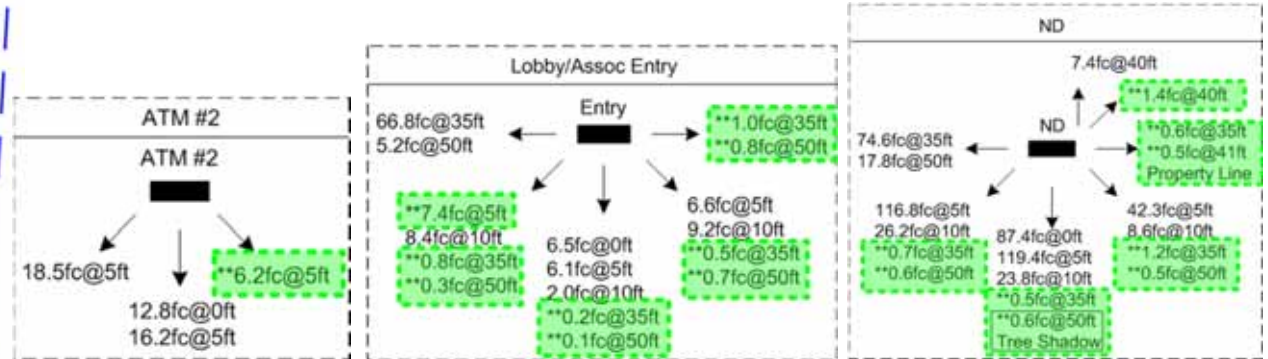 ATM #2
ATM #2
18.5fc@5ft
**6.2fc@5ft
12.8fc@0ft
16.2fc@5ft
Lobby/Assoc Entry
Entry
66.8fc@35ft
5.2fc@50ft
**1.0fc@35ft
**0.8fc@50ft
**7.4fc@5ft
8.4fc@10ft
**0.8fc@35ft
**0.3fc@50ft
6.5fc@0ft
6.1fc@5ft
2.0fc@10ft
**0.2fc@35ft
**0.1fc@50ft
6.6fc@5ft
9.2fc@10ft
**0.5fc@35ft
**0.7fc@50ft
ND
7.4fc@40ft
**1.4fc@40ft
ND
74.6fc@35ft
17.8fc@50ft
**0.6fc@35ft
**0.5fc@41ft
Property Line
116.8fc@5ft
26.2fc@10ft
**0.7fc@35ft
**0.6fc@50ft
87.4fc@0ft
119.4fc@5ft
23.8fc@10ft
**0.5fc@35ft
**0.6fc@50ft
Tree Shadow
42.3fc@5ft
8.6fc@10ft
**1.2fc@35ft
**0.5fc@50ft